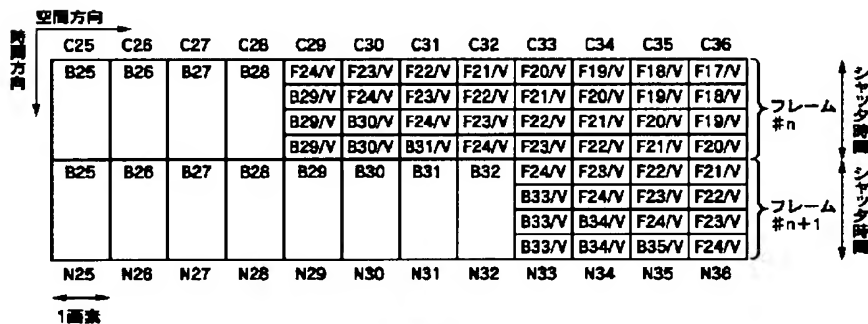 空間方向
時間方向
C25 C26 C27 C28 C29 C30 C31 C32 C33 C34 C35 C36
B25 B26 B27 B28 F24/V F23/V F22/V F21/V F20/V F19/V F18/V F17/V
B29/V F24/V F23/V F22/V F21/V F20/V F19/V F18/V
B29/V B30/V F24/V F23/V F22/V F21/V F20/V F19/V
B29/V B30/V B31/V F24/V F23/V F22/V F21/V F20/V
フレーム
#n
シャッタ時間
B25 B26 B27 B28 B29 B30 B31 B32 F24/V F23/V F22/V F21/V
B33/V F24/V F23/V F22/V
B33/V B34/V F24/V F23/V
B33/V B34/V B35/V F24/V
フレーム
#n+1
シャッタ時間
N25 N26 N27 N28 N29 N30 N31 N32 N33 N34 N35 N36
1画素